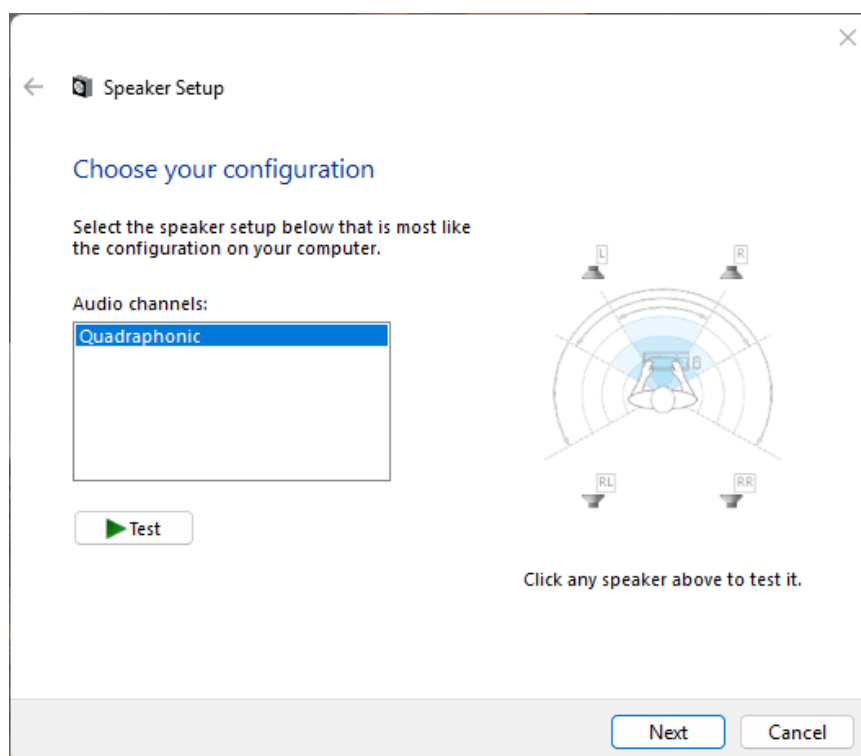 Speaker Setup
Choose your configuration
Select the speaker setup below that is most like
the configuration on your computer.
Audio channels:
Quadraphonic
Test
L
R
RL
RR
Click any speaker above to test it.
Next
Cancel